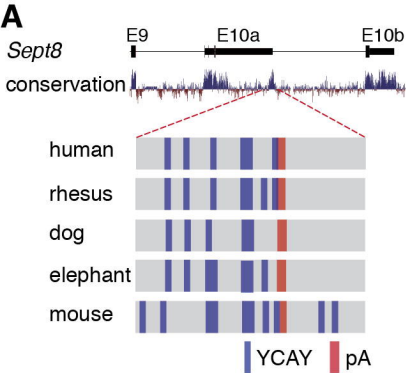 A
E9 E10a E10b
Sept8
conservation
human
rhesus
dog
elephant
mouse
YCAY pA